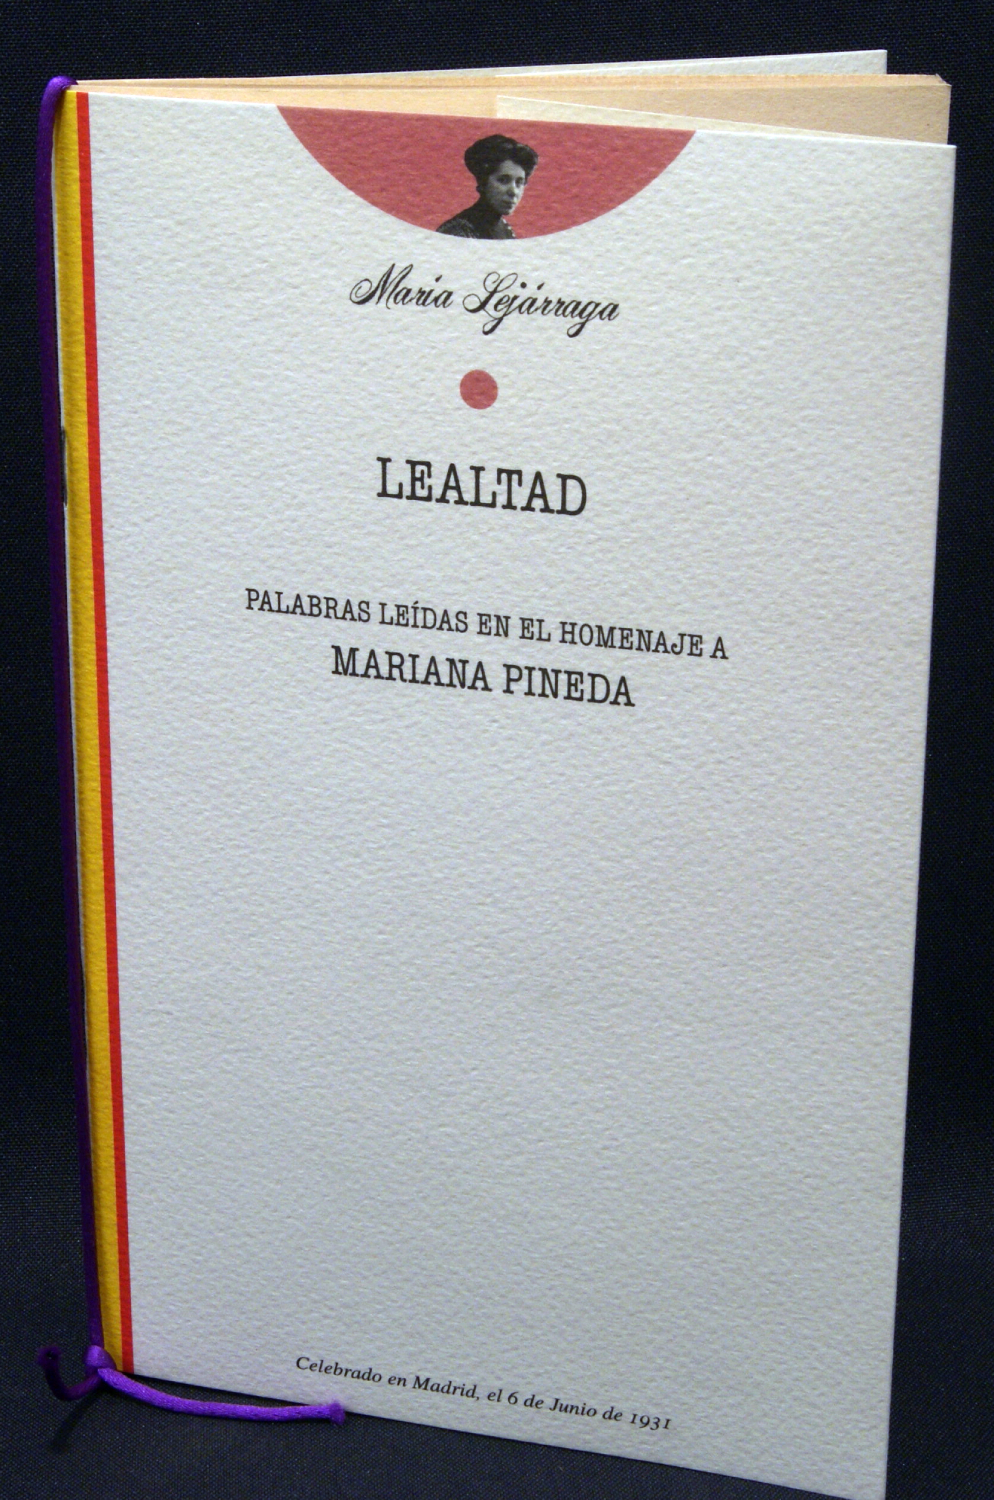 María Lejárraga
LEALTAD
PALABRAS LEÍDAS EN EL HOMENAJE A
MARIANA PINEDA
Celebrado en Madrid, el 6 de Junio de 1931